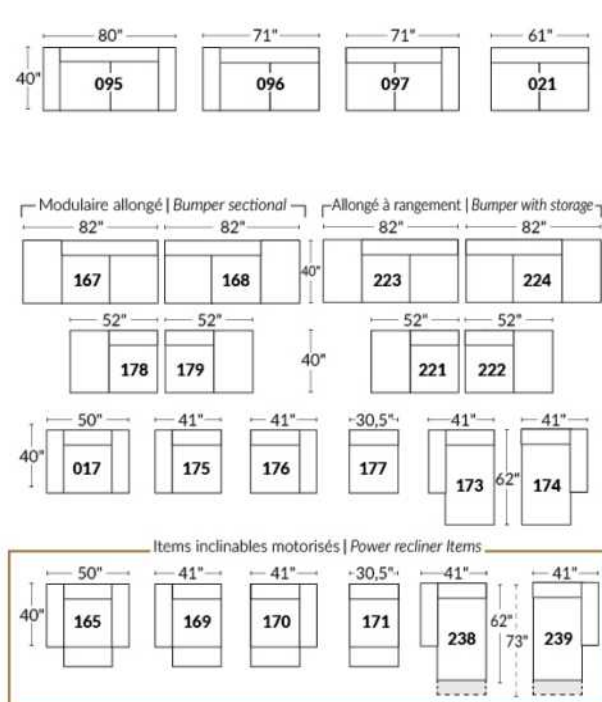 80" 71" 71" 61"
40" 095 096 097 021
Modulaire allongé | Bumper sectional Allongé à rangement | Bumper with storage
82" 82" 82" 82"
167 168 40" 223 224
52" 52" 52" 52"
178 179 40" 221 222
50" 41" 41" 30,5" 41" 41"
40" 017 175 176 177 173 62" 174
Items inclinables motorisés | Power recliner Items
50" 41" 41" 30,5" 41" 41"
40" 165 169 170 171 238 62" 73" 239